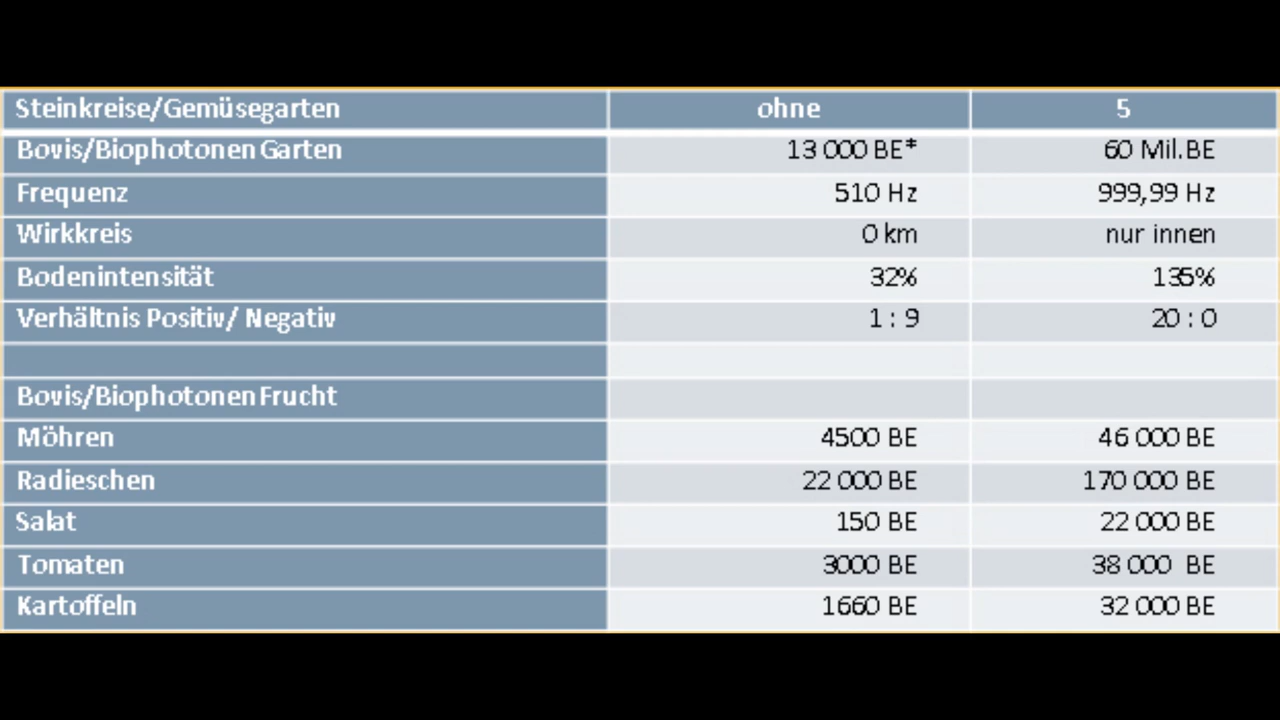 Steinkreise/Gemüsegarten ohne 5
Bovis/Biophotonen Garten 13 000 BE* 60 Mil.BE
Frequenz 510 Hz 999,99 Hz
Wirkkreis 0 km nur innen
Bodenintensität 32% 135%
Verhältnis Positiv/ Negativ 1 : 9 20 : 0
Bovis/Biophotonen Frucht
Möhren 4500 BE 46 000 BE
Radieschen 22 000 BE 170 000 BE
Salat 150 BE 22 000 BE
Tomaten 3000 BE 38 000 BE
Kartoffeln 1660 BE 32 000 BE